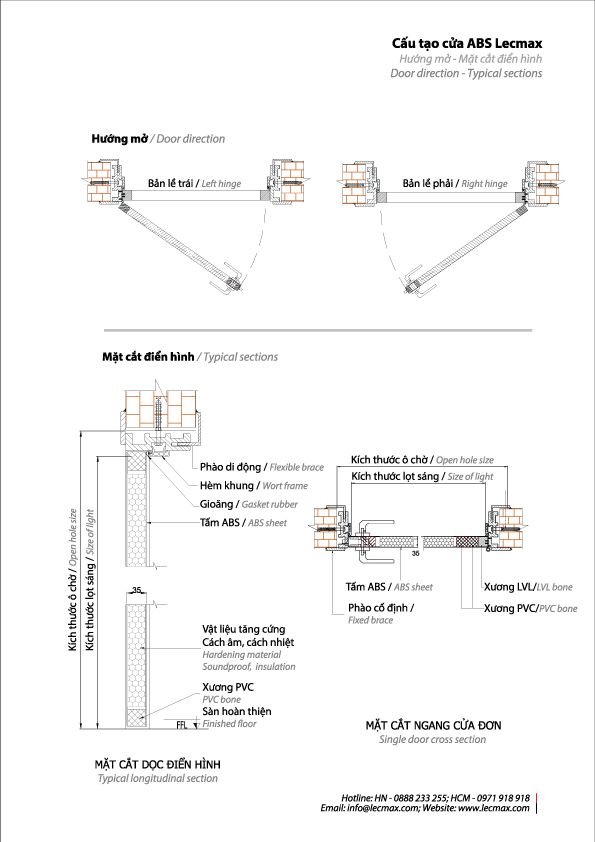 Cấu tạo cửa ABS Lecmax
Hướng mở - Mặt cắt điển hình
Door direction - Typical sections
Hướng mở / Door direction
Bản lề trái / Left hinge
Bản lề phải / Right hinge
Mặt cắt điển hình / Typical sections
Phào di động / Flexible brace
Hèm khung / Wort frame
Gioăng / Gasket rubber
Tấm ABS / ABS sheet
Kích thước ô chờ / Open hole size
Kích thước lọt sáng / Size of light
35
Vật liệu tăng cứng
Cách âm, cách nhiệt
Hardening material
Soundproof, insulation
Xương PVC
PVC bone
Sàn hoàn thiện
Finished floor
FFL
MẶT CẮT DỌC ĐIỂN HÌNH
Typical longitudinal section
Kích thước ô chờ / Open hole size
Kích thước lọt sáng / Size of light
35
Tấm ABS / ABS sheet
Xương LVL/LVL bone
Phào cố định /
Fixed brace
Xương PVC/PVC bone
MẶT CẮT NGANG CỬA ĐƠN
Single door cross section
Hotline: HN - 0888 233 255; HCM - 0971 918 918
Email: info@lecmax.com; Website: www.lecmax.com